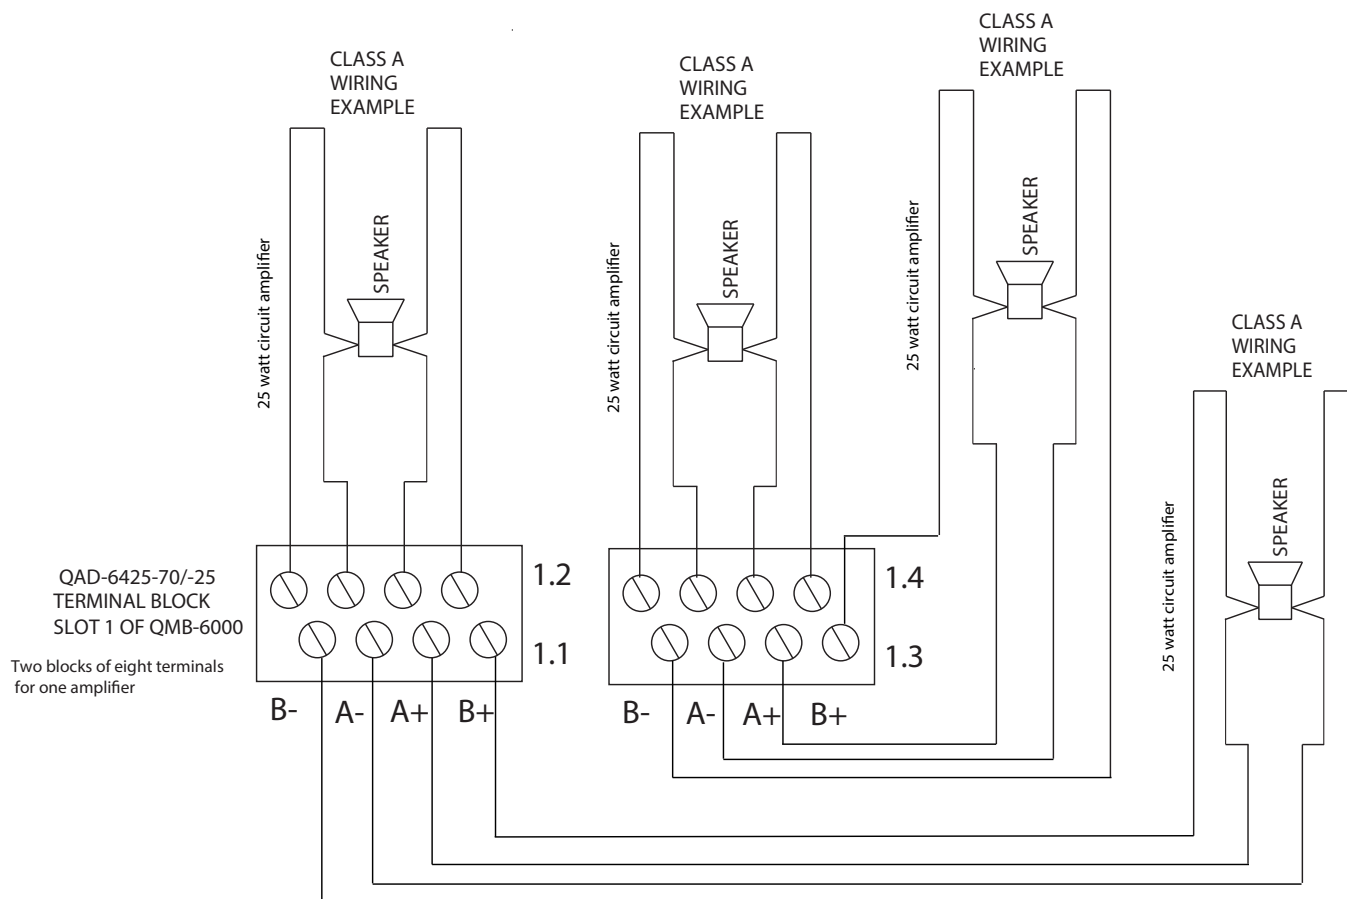 CLASS A
WIRING
EXAMPLE
CLASS A
WIRING
EXAMPLE
CLASS A
WIRING
EXAMPLE
CLASS A
WIRING
EXAMPLE
25 watt circuit amplifier
SPEAKER
25 watt circuit amplifier
SPEAKER
25 watt circuit amplifier
SPEAKER
25 watt circuit amplifier
SPEAKER
QAD-6425-70/-25
TERMINAL BLOCK
SLOT 1 OF QMB-6000
Two blocks of eight terminals
for one amplifier
1.2
1.1
B- A- A+ B+
1.4
1.3
B- A- A+ B+